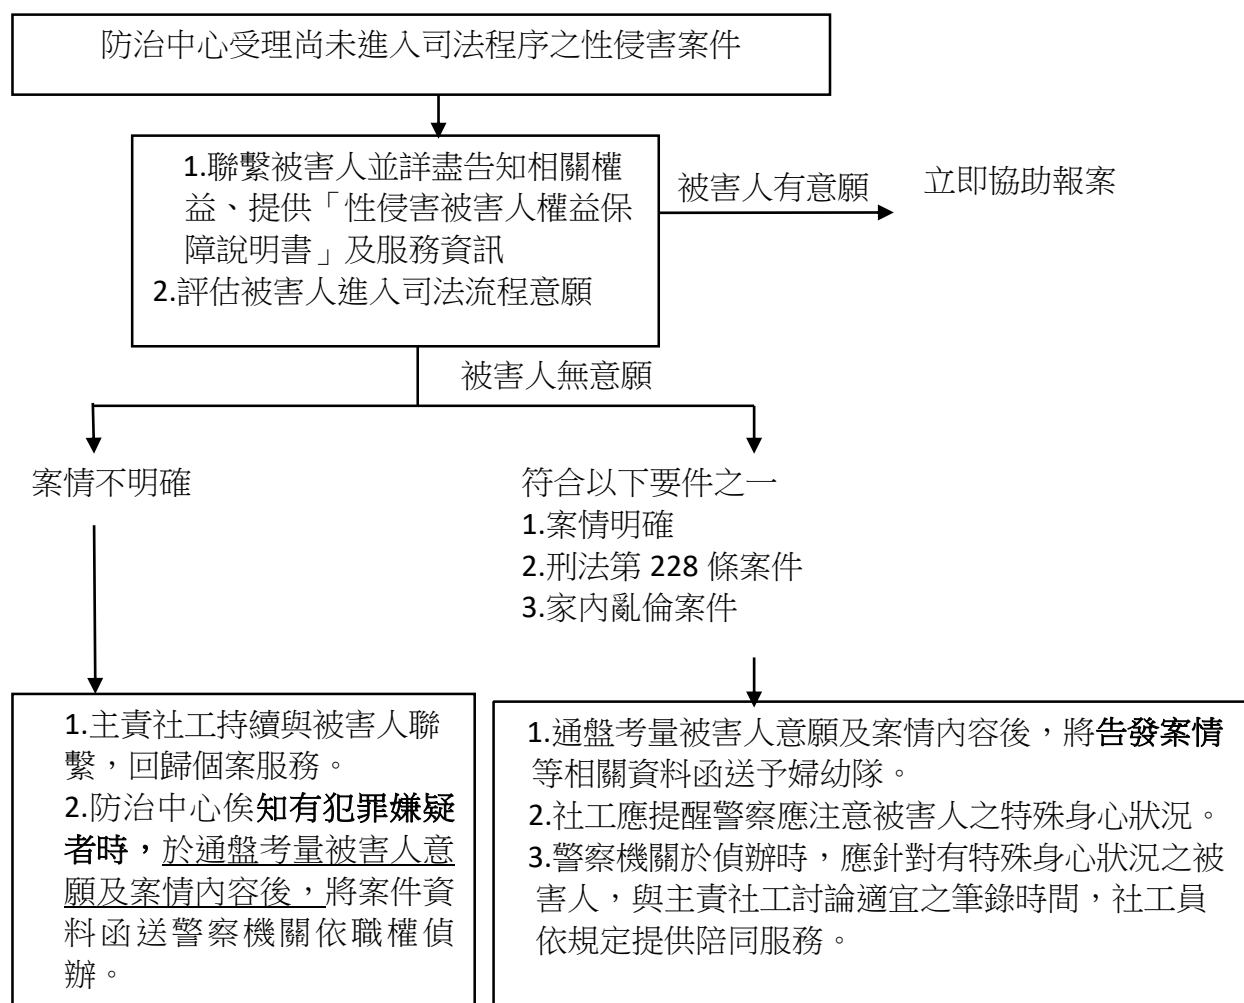 防治中心受理尚未進入司法程序之性侵害案件
1.聯繫被害人並詳盡告知相關權
益、提供「性侵害被害人權益保
障說明書」及服務資訊
2.評估被害人進入司法流程意願
被害人有意願
立即協助報案
被害人無意願
案情不明確
符合以下要件之一
1.案情明確
2.刑法第 228 條案件
3.家內亂倫案件
1.主責社工持續與被害人聯
繫，回歸個案服務。
2.防治中心俟知有犯罪嫌疑
者時，於通盤考量被害人意
願及案情內容後，將案件資
料函送警察機關依職權偵
辦。
1.通盤考量被害人意願及案情內容後，將告發案情
等相關資料函送予婦幼隊。
2.社工應提醒警察應注意被害人之特殊身心狀況。
3.警察機關於偵辦時，應針對有特殊身心狀況之被
害人，與主責社工討論適宜之筆錄時間，社工員
依規定提供陪同服務。